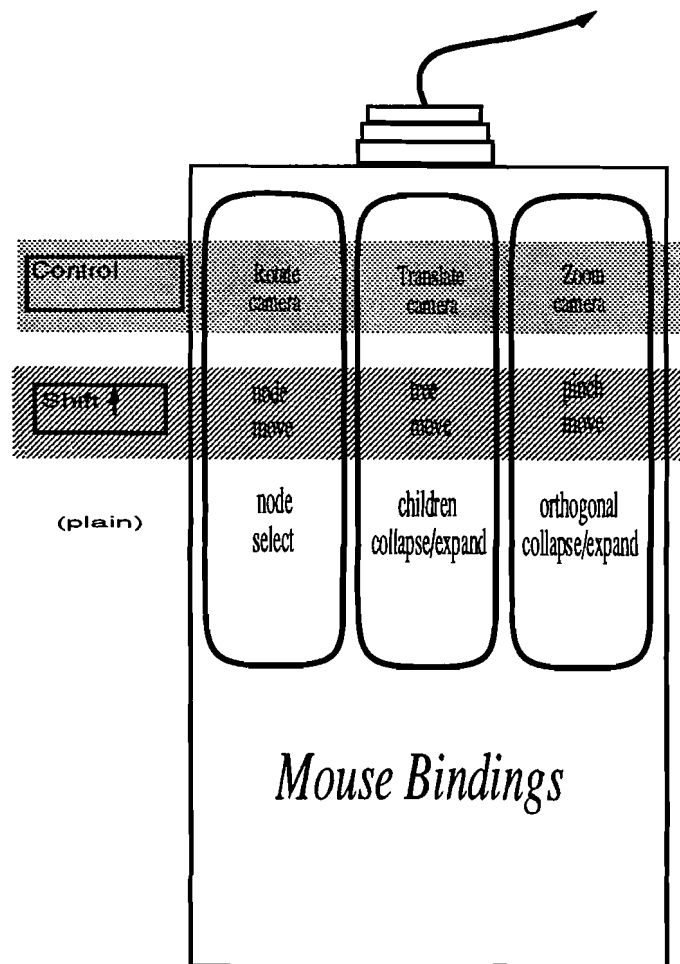 Control
Rotate
camera
Translate
camera
Zoom
camera
Shift
node
move
tree
move
pinch
move
(plain)
node
select
children
collapse/expand
orthogonal
collapse/expand
Mouse Bindings